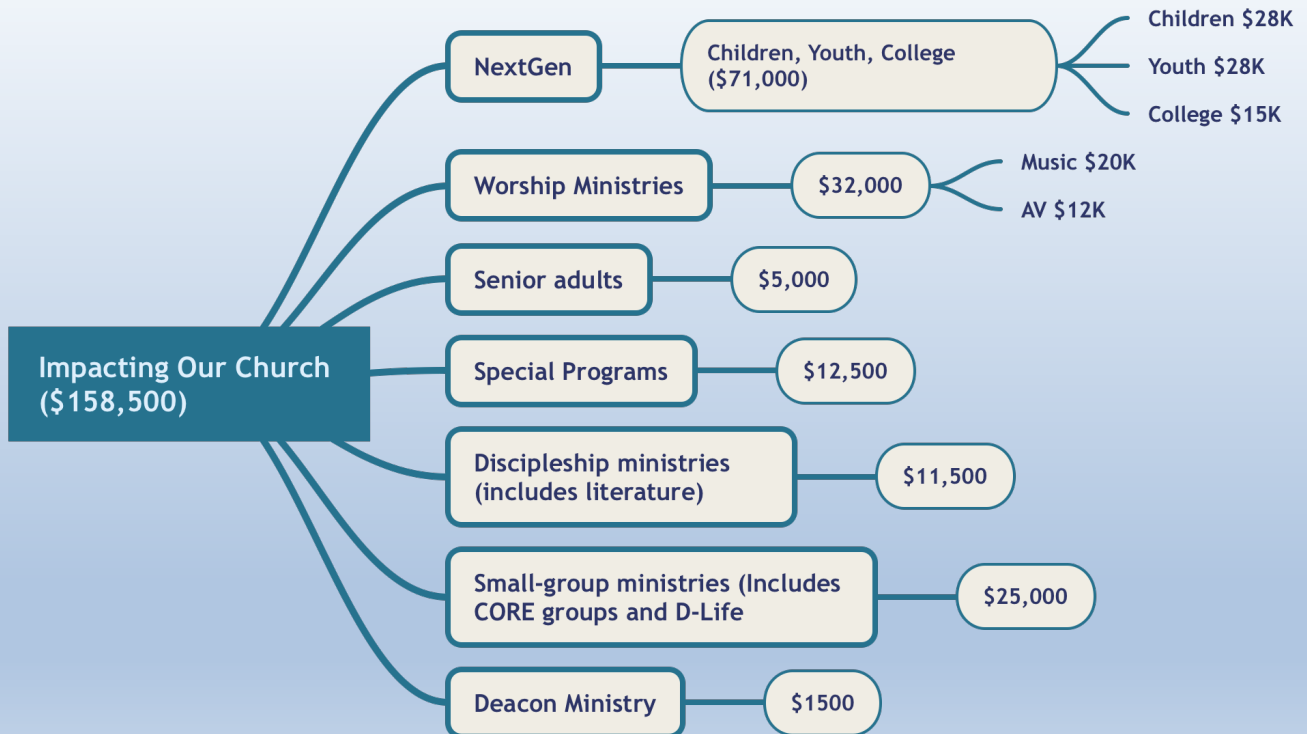 Impacting Our Church
($158,500)
NextGen
Children, Youth, College
($71,000)
Children $28K
Youth $28K
College $15K
Worship Ministries
$32,000
Music $20K
AV $12K
Senior adults
$5,000
Special Programs
$12,500
Discipleship ministries
(includes literature)
$11,500
Small-group ministries (Includes
CORE groups and D-Life
$25,000
Deacon Ministry
$1500